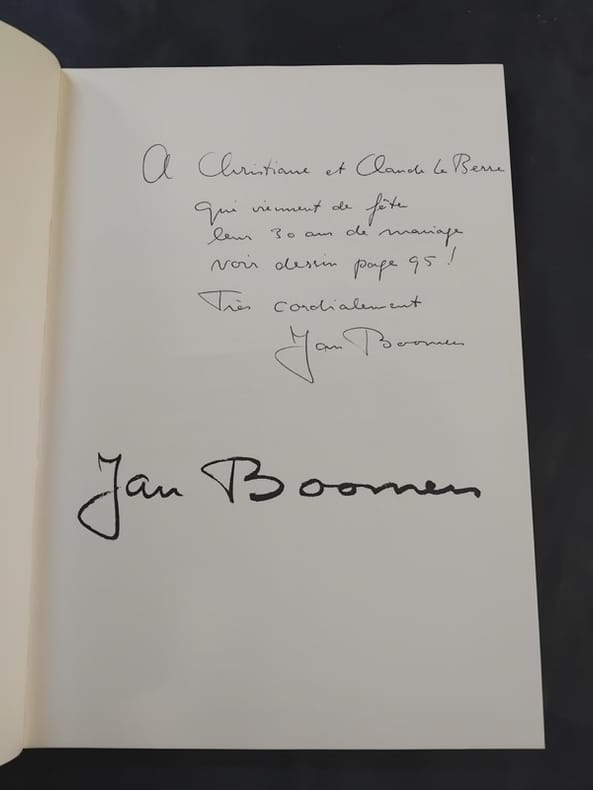 A Christiane et Claude Le Berre
qui viennent de fête
leur 30 ans de mariage
voir dessin page 95 !
Très cordialement
Jan Boomen
Jan Boomen